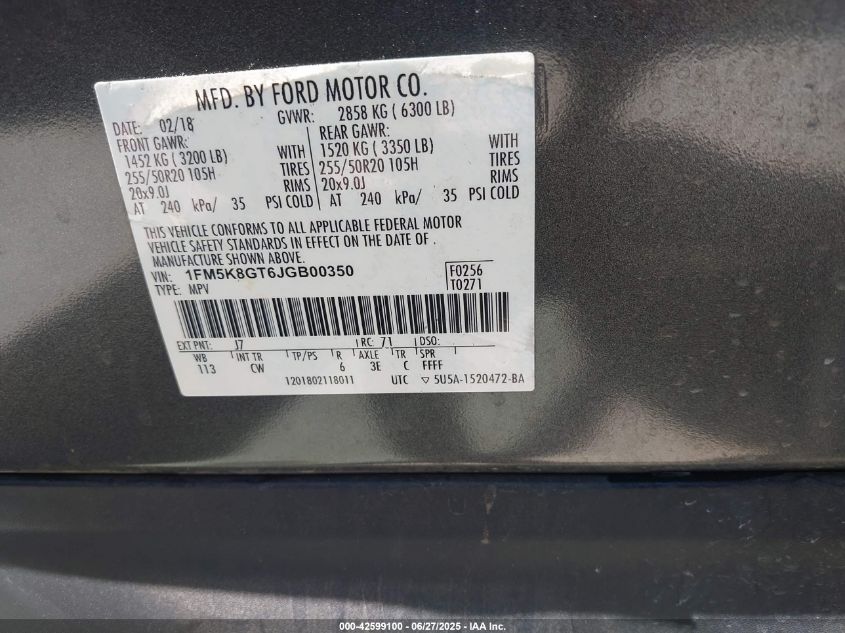 MFD. BY FORD MOTOR CO.
DATE: 02/18 GVWR: 2858 KG ( 6300 LB)
FRONT GAWR: REAR GAWR:
1452 KG ( 3200 LB) WITH 1520 KG ( 3350 LB) WITH
255/50R20 105H TIRES 255/50R20 105H TIRES
20x9.0J RIMS 20x9.0J RIMS
AT 240 kPa/ 35 PSI COLD AT 240 kPa/ 35 PSI COLD
THIS VEHICLE CONFORMS TO ALL APPLICABLE FEDERAL MOTOR
VEHICLE SAFETY STANDARDS IN EFFECT ON THE DATE OF .
MANUFACTURE SHOWN ABOVE.
VIN: 1FM5K8GT6JGB00350 F0256
TYPE: MPV T0271
EXT PNT: J7 RC: 71 DSO:
WB INT TR TP/PS R AXLE TR SPR
113 CW 6 3E C FFFF
1201802118011 UTC ▽ 5U5A-1520472-BA
000-42599100 - 06/27/2025 - IAA Inc.